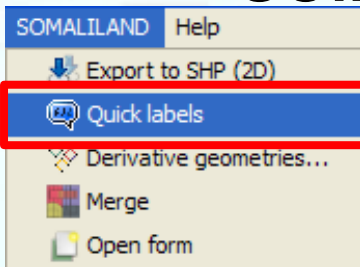 SOMALILAND Help
Export to SHP (2D)
Quick labels
Derivative geometries...
Merge
Open form